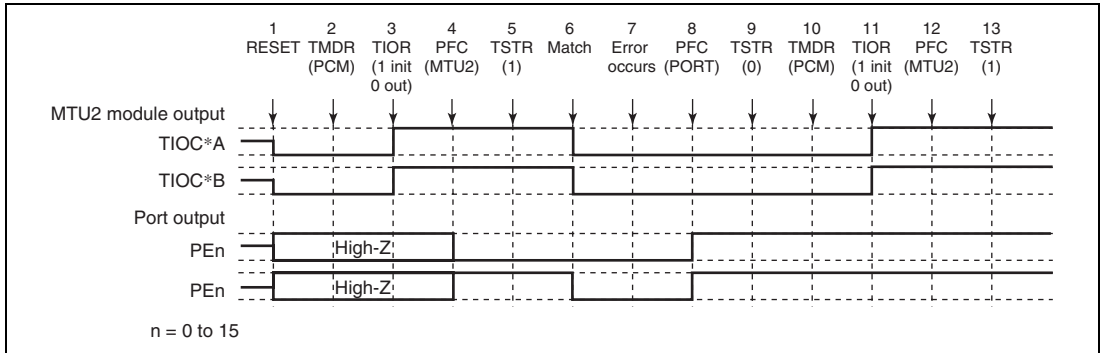 1 2 3 4 5 6 7 8 9 10 11 12 13
RESET TMDR TIOR PFC TSTR Match Error PFC TSTR TMDR TIOR PFC TSTR
(PCM) (1 init (MTU2) (1) occurs (PORT) (0) (PCM) (1 init (MTU2) (1)
0 out) 0 out)
MTU2 module output
TIOC*A
TIOC*B
Port output
PEn High-Z
PEn High-Z
n = 0 to 15